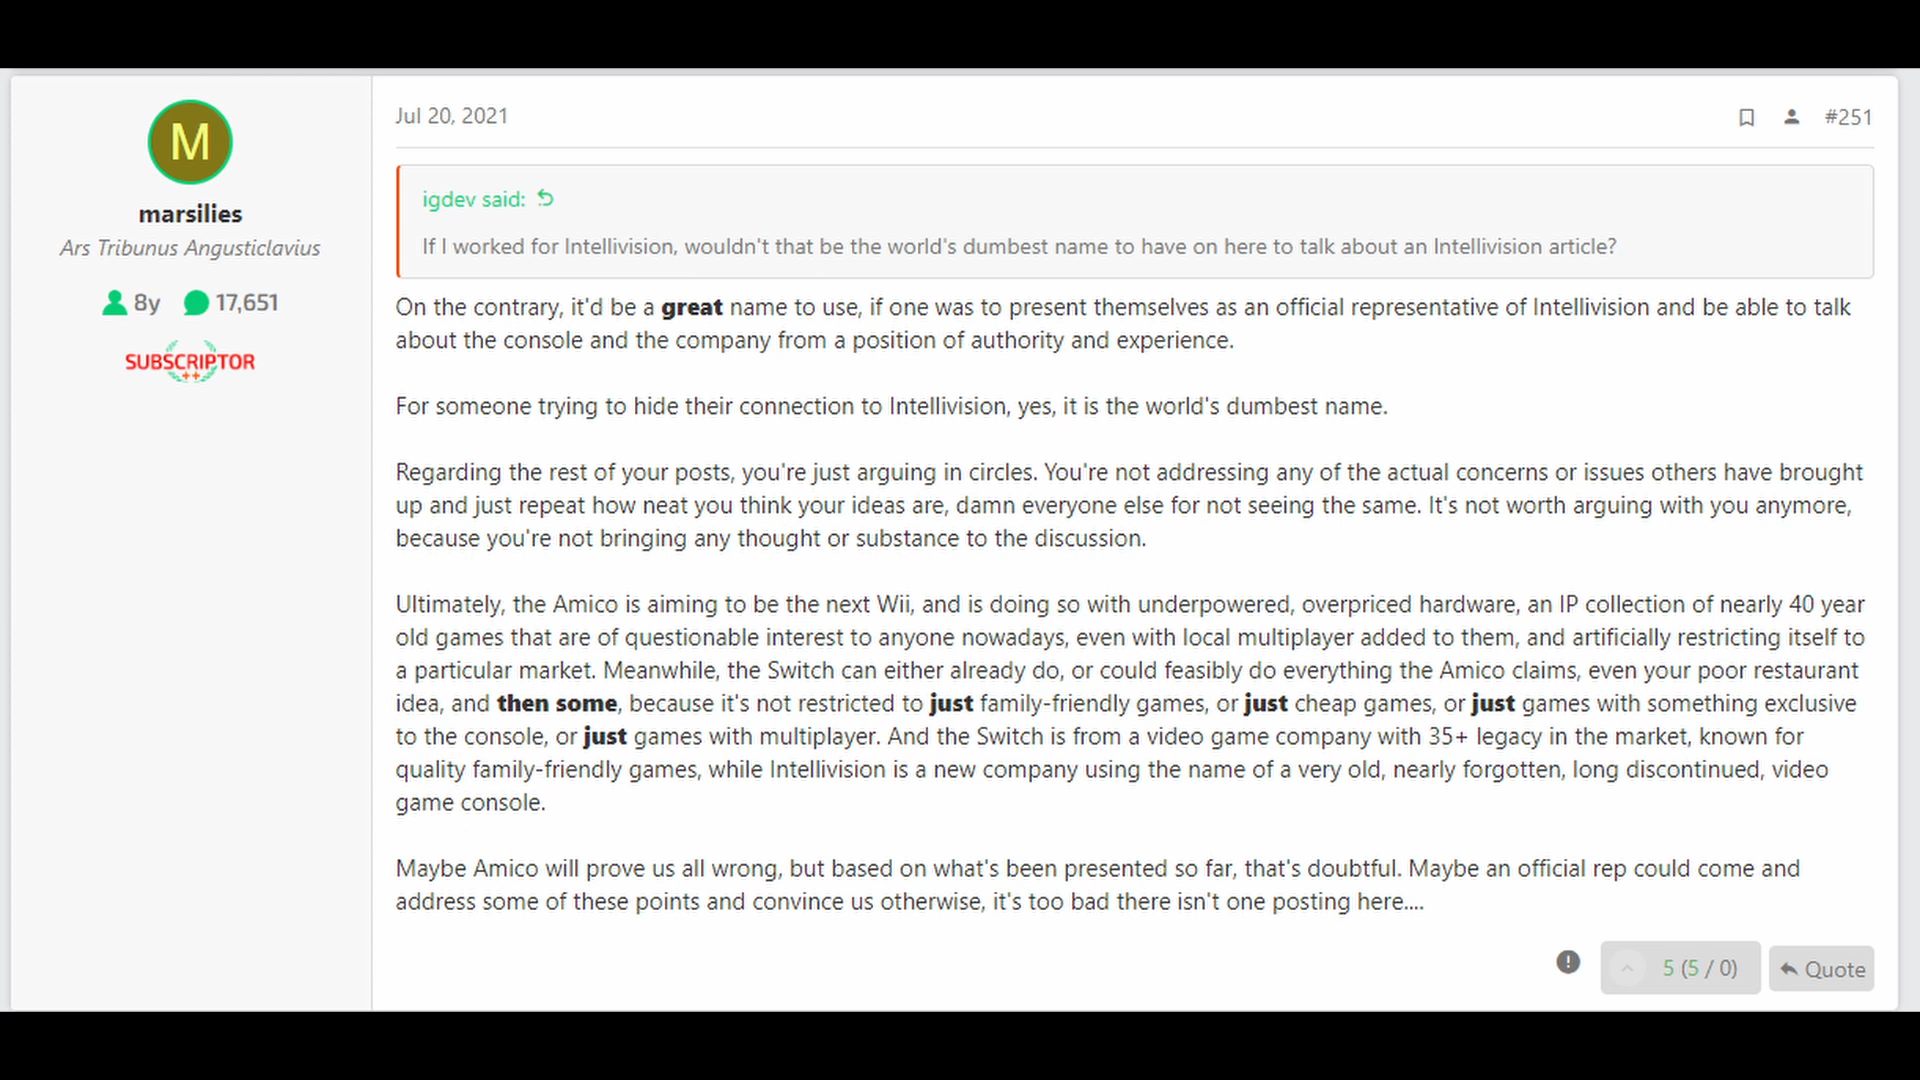 M
marsilies
Ars Tribunus Angusticlavius
8y 17,651
SUBSCRIPTOR
++
Jul 20, 2021
#251
igdev said:
If I worked for Intellivision, wouldn't that be the world's dumbest name to have on here to talk about an Intellivision article?
On the contrary, it'd be a great name to use, if one was to present themselves as an official representative of Intellivision and be able to talk
about the console and the company from a position of authority and experience.
For someone trying to hide their connection to Intellivision, yes, it is the world's dumbest name.
Regarding the rest of your posts, you're just arguing in circles. You're not addressing any of the actual concerns or issues others have brought
up and just repeat how neat you think your ideas are, damn everyone else for not seeing the same. It's not worth arguing with you anymore,
because you're not bringing any thought or substance to the discussion.
Ultimately, the Amico is aiming to be the next Wii, and is doing so with underpowered, overpriced hardware, an IP collection of nearly 40 year
old games that are of questionable interest to anyone nowadays, even with local multiplayer added to them, and artificially restricting itself to
a particular market. Meanwhile, the Switch can either already do, or could feasibly do everything the Amico claims, even your poor restaurant
idea, and then some, because it's not restricted to just family-friendly games, or just cheap games, or just games with something exclusive
to the console, or just games with multiplayer. And the Switch is from a video game company with 35+ legacy in the market, known for
quality family-friendly games, while Intellivision is a new company using the name of a very old, nearly forgotten, long discontinued, video
game console.
Maybe Amico will prove us all wrong, but based on what's been presented so far, that's doubtful. Maybe an official rep could come and
address some of these points and convince us otherwise, it's too bad there isn't one posting here....
5 (5 / 0)
Quote